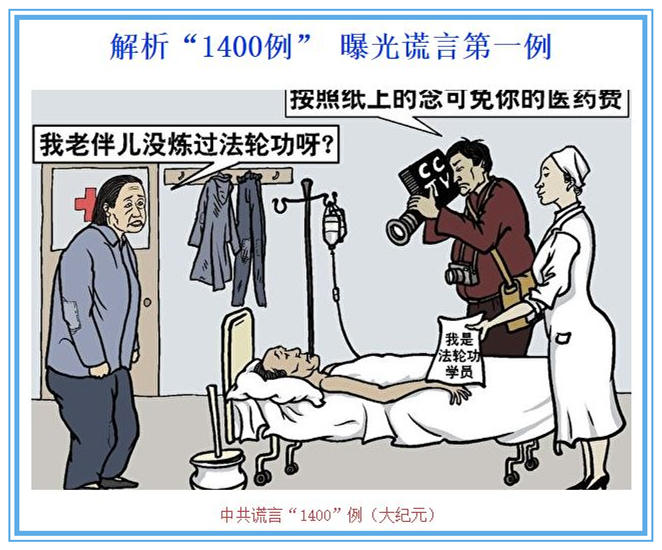 解析“1400例” 曝光谎言第一例
按照纸上的念可免你的医药费
我老伴儿没炼过法轮功呀？
CC
TV
我是
法轮功
学员
中共谎言“1400”例（大纪元）